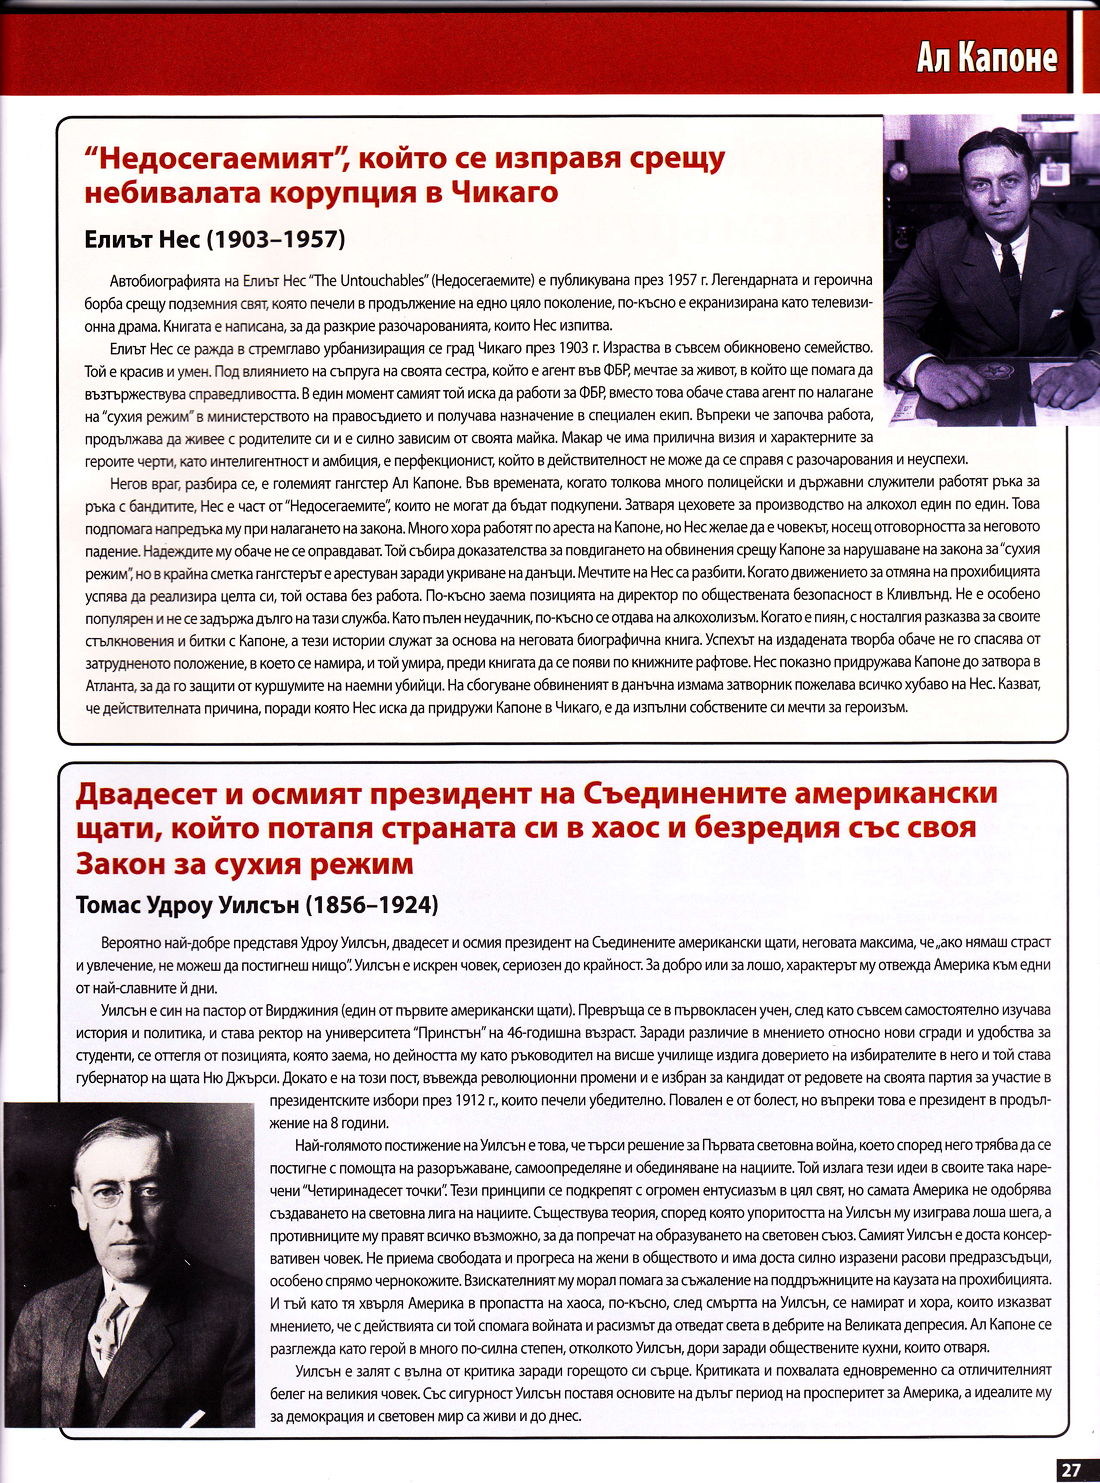 Ал Капоне
“Недосегаемият”, който се изправя срещу
небивалата корупция в Чикаго
Елиът Нес (1903–1957)
Автобиографията на Елиът Нес “The Untouchables” (Недосегаемите) е публикувана през 1957 г. Легендарната и героична
борба срещу подземния свят, която печели в продължение на едно цяло поколение, по-късно е екранизирана като телевизи-
онна драма. Книгата е написана, за да разкрие разочарованията, които Нес изпитва.
Елиът Нес се ражда в стремглаво урбанизиращия се град Чикаго през 1903 г. Израства в съвсем обикновено семейство.
Той е красив и умен. Под влиянието на съпруга на своята сестра, който е агент във ФБР, мечтае за живот, в който ще помага да
възтържествува справедливостта. В един момент самият той иска да работи за ФБР, вместо това обаче става агент по налагане
на “сухия режим” в министерството на правосъдието и получава назначение в специален екип. Въпреки че започва работа,
продължава да живее с родителите си и е силно зависим от своята майка. Макар че има прилична визия и характерните за
героите черти, като интелигентност и амбиция, е перфекционист, който в действителност не може да се справя с разочарования и неуспехи.
Негов враг, разбира се, е големият гангстер Ал Капоне. Във времената, когато толкова много полицейски и държавни служители работят ръка за
ръка с бандитите, Нес е част от “Недосегаемите”, които не могат да бъдат подкупени. Затваря цеховете за производство на алкохол един по един. Това
подпомага напредъка му при налагането на закона. Много хора работят по ареста на Капоне, но Нес желае да е човекът, носещ отговорността за неговото
падение. Надеждите му обаче не се оправдават. Той събира доказателства за повдигането на обвинения срещу Капоне за нарушаване на закона за “сухия
режим”, но в крайна сметка гангстерът е арестуван заради укриване на данъци. Мечтите на Нес са разбити. Когато движението за отмяна на прохибицията
успява да реализира целта си, той остава без работа. По-късно заема позицията на директор по обществената безопасност в Кливлънд. Не е особено
популярен и не се задържа дълго на тази служба. Като пълен неудачник, по-късно се отдава на алкохолизъм. Когато е пиян, с носталгия разказва за своите
стълкновения и битки с Капоне, а тези истории служат за основа на неговата биографична книга. Успехът на издадената творба обаче не го спасява от
затрудненото положение, в което се намира, и той умира, преди книгата да се появи по книжните рафтове. Нес показно придружава Капоне до затвора в
Атланта, за да го защити от куршумите на наемни убийци. На сбогуване обвиненият в данъчна измама затворник пожелава всичко хубаво на Нес. Казват,
че действителната причина, поради която Нес иска да придружи Капоне в Чикаго, е да изпълни собствените си мечти за героизъм.
Двадесет и осмият президент на Съединените американски
щати, който потапя страната си в хаос и безредия със своя
Закон за сухия режим
Томас Удроу Уилсън (1856–1924)
Вероятно най-добре представя Удроу Уилсън, двадесет и осмия президент на Съединените американски щати, неговата максима, че „ако нямаш страст
и увлечение, не можеш да постигнеш нищо”. Уилсън е искрен човек, сериозен до крайност. За добро или за лошо, характерът му отвежда Америка към едни
от най-славните й дни.
Уилсън е син на пастор от Вирджиния (един от първите американски щати). Превръща се в първокласен учен, след като съвсем самостоятелно изучава
история и политика, и става ректор на университета “Принстън” на 46-годишна възраст. Заради различие в мнението относно нови сгради и удобства за
студенти, се оттегля от позицията, която заема, но дейността му като ръководител на висше училище издига доверието на избирателите в него и той става
губернатор на щата Ню Джърси. Докато е на този пост, въвежда революционни промени и е избран за кандидат от редовете на своята партия за участие в
президентските избори през 1912 г., които печели убедително. Повален е от болест, но въпреки това е президент в продъл-
жение на 8 години.
Най-голямото постижение на Уилсън е това, че търси решение за Първата световна война, което според него трябва да се
постигне с помощта на разоръжаване, самоопределяне и обединяване на нациите. Той излага тези идеи в своите така наре-
чени “Четиринадесет точки”. Тези принципи се подкрепят с огромен ентусиазъм в цял свят, но самата Америка не одобрява
създаването на световна лига на нациите. Съществува теория, според която упоритостта на Уилсън му изиграва лоша шега, а
противниците му правят всичко възможно, за да попречат на образуването на световен съюз. Самият Уилсън е доста консер-
вативен човек. Не приема свободата и прогреса на жени в обществото и има доста силно изразени расови предразсъдъци,
особено спрямо чернокожите. Взискателният му морал помага за съжаление на поддръжниците на каузата на прохибицията.
И тъй като тя хвърля Америка в пропастта на хаоса, по-късно, след смъртта на Уилсън, се намират и хора, които изказват
мнението, че с действията си той спомага войната и расизмът да отведат света в дебрите на Великата депресия. Ал Капоне се
разглежда като герой в много по-силна степен, отколкото Уилсън, дори заради обществените кухни, които отваря.
Уилсън е залят с вълна от критика заради горещото си сърце. Критиката и похвалата едновременно са отличителният
белег на великия човек. Със сигурност Уилсън поставя основите на дълъг период на просперитет за Америка, а идеалите му
за демокрация и световен мир са живи и до днес.
27